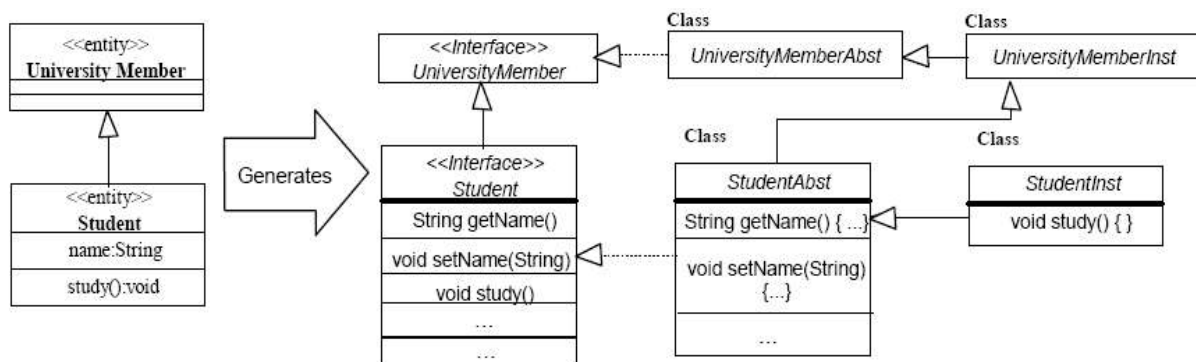 <<entity>>
University Member
<<entity>>
Student
name:String
study():void
Generates
<<Interface>>
UniversityMember
<<Interface>>
Student
String getName()
void setName(String)
void study()
...
...
Class
UniversityMemberAbst
Class
UniversityMemberInst
Class
StudentAbst
String getName() { ...}
void setName(String)
{...}
...
Class
StudentInst
void study() { }